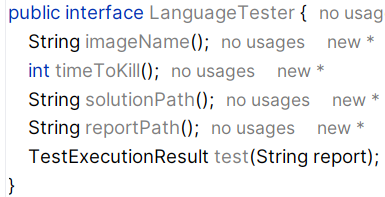 public interface LanguageTester { no usag
String imageName(); no usages new *
int timeToKill(); no usages new *
String solutionPath(); no usages new *
String reportPath(); no usages new *
TestExecutionResult test(String report);
}